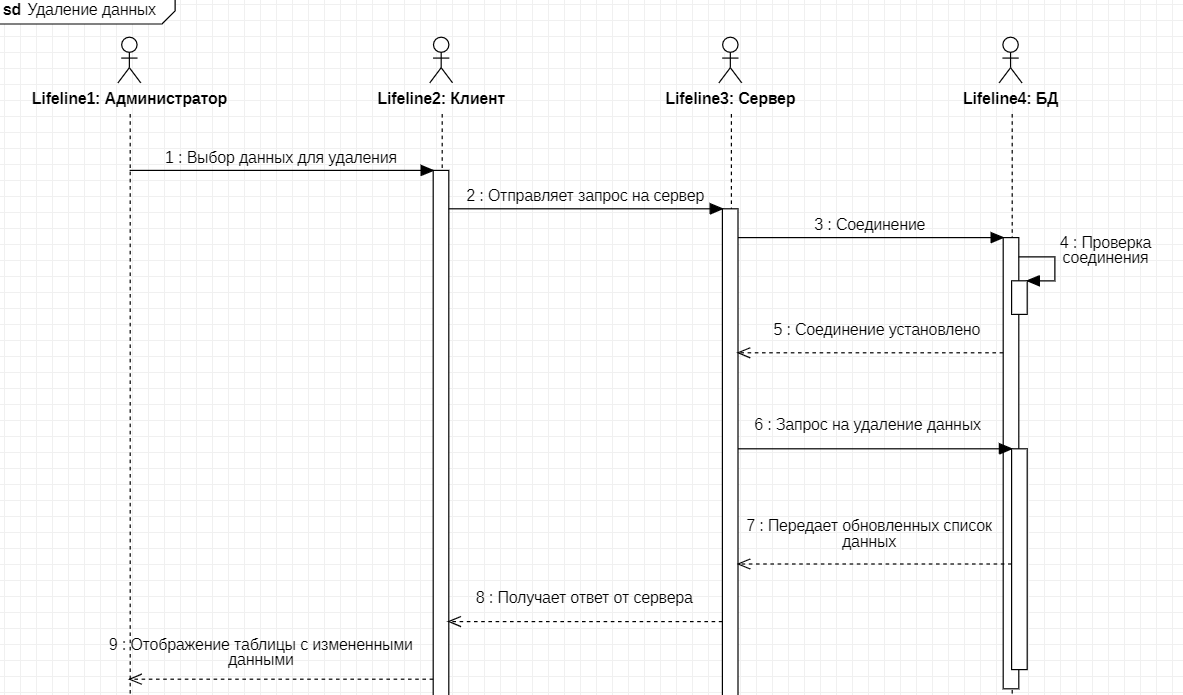 sd Удаление данных
Lifeline1: Администратор
Lifeline2: Клиент
Lifeline3: Сервер
Lifeline4: БД
1 : Выбор данных для удаления
2 : Отправляет запрос на сервер
3 : Соединение
4 : Проверка
соединения
5 : Соединение установлено
6 : Запрос на удаление данных
7 : Передает обновленных список
данных
8 : Получает ответ от сервера
9 : Отображение таблицы с измененными
данными